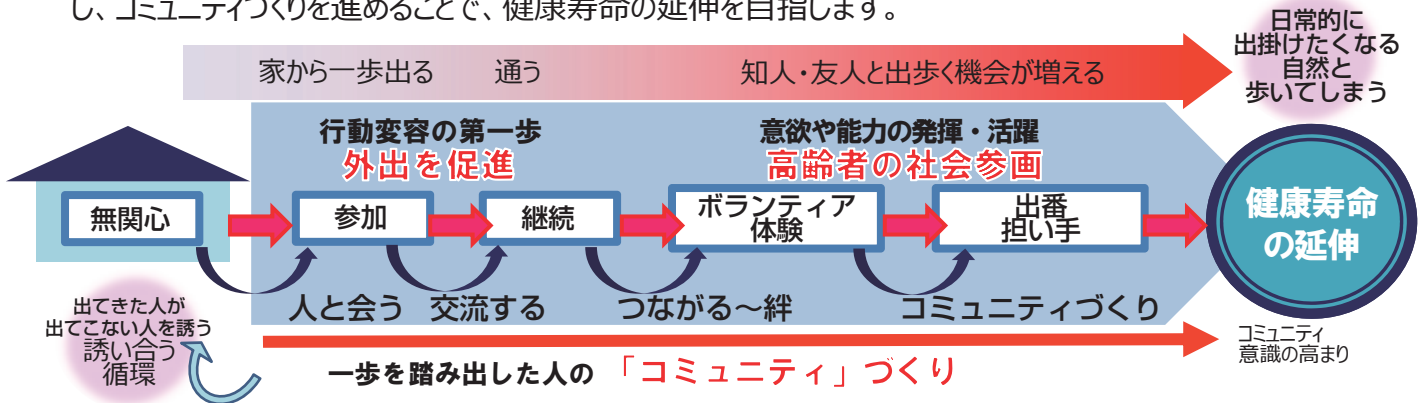 し、コミュニティづくりを進めることで、健康寿命の延伸を目指します。
日常的に
出掛けたくなる
自然と
歩いてしまう
家から一歩出る 通う 知人・友人と出歩く機会が増える
行動変容の第一歩
外出を促進
意欲や能力の発揮・活躍
高齢者の社会参画
無関心
参加
継続
ボランティア
体験
出番
担い手
健康寿命
の延伸
人と会う 交流する つながる～絆 コミュニティづくり
出てきた人が
出てこない人を誘う
誘い合う
循環
コミュニティ
意識の高まり
一歩を踏み出した人の 「コミュニティ」づくり